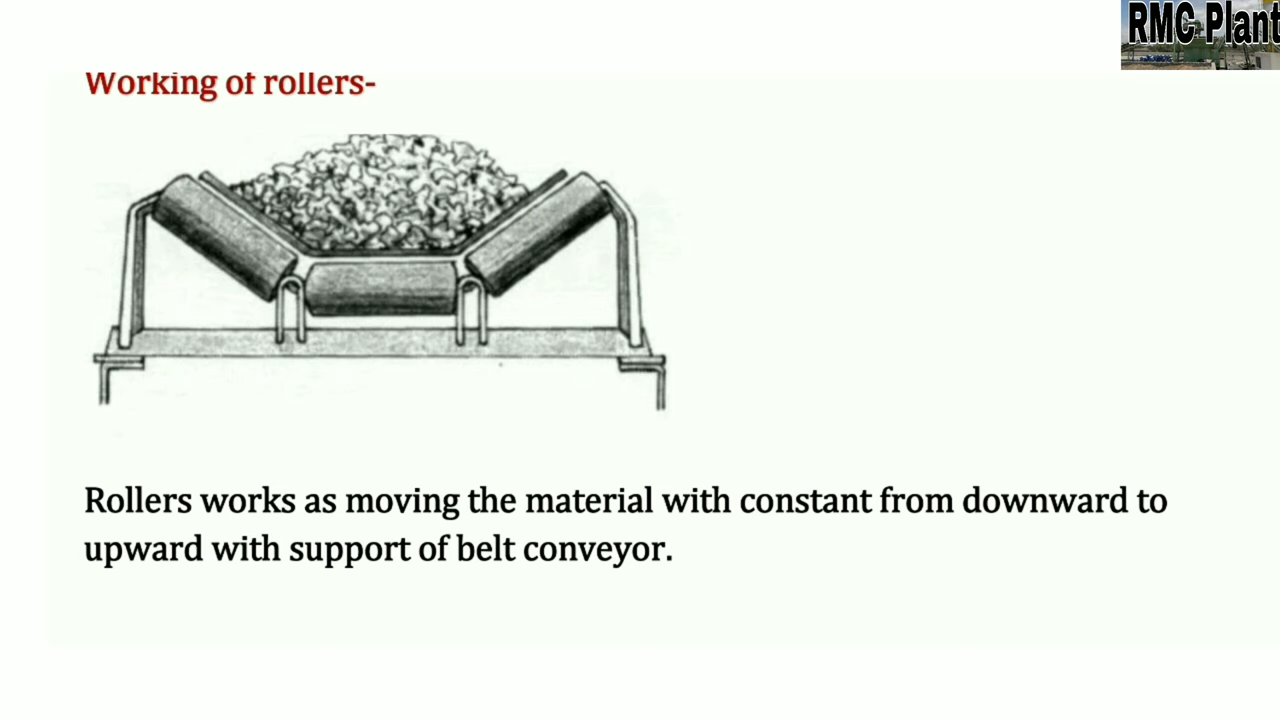 RMC Plant
Working of rollers-
Rollers works as moving the material with constant from downward to
upward with support of belt conveyor.